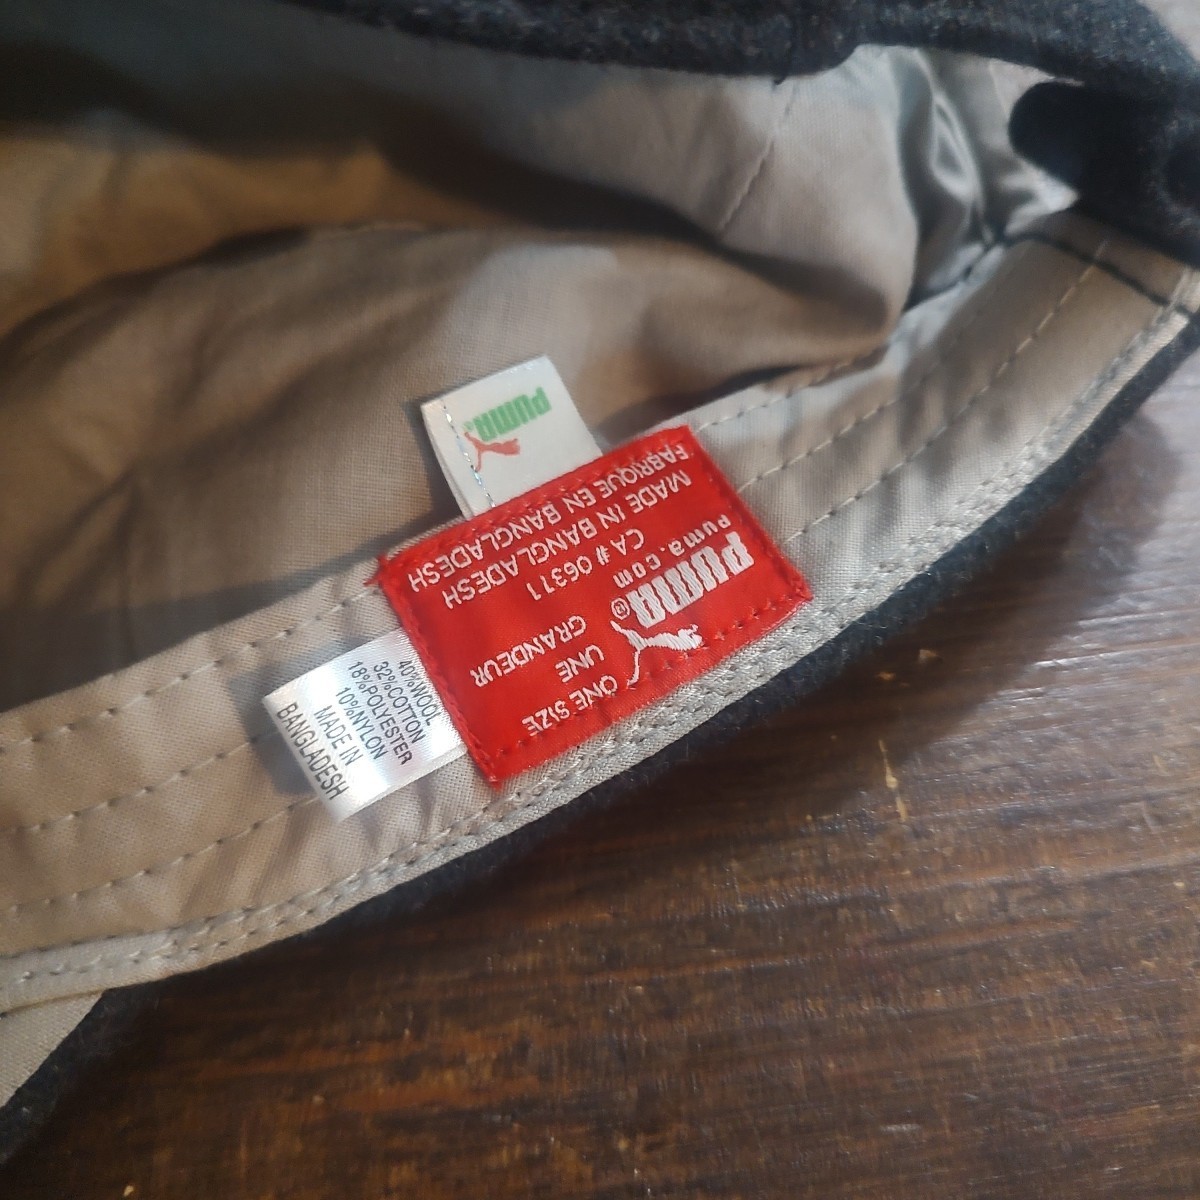 PUMA®
PUMA®
Puma.com
CA # 06371
MADE IN BANGLADESH
FABRIQUE EN BANGLADESH
ONE SIZE
UNE
GRANDEUR
40%WOOL
32%COTTON
18%POLYESTER
10%NYLON
MADE IN
BANGLADESH